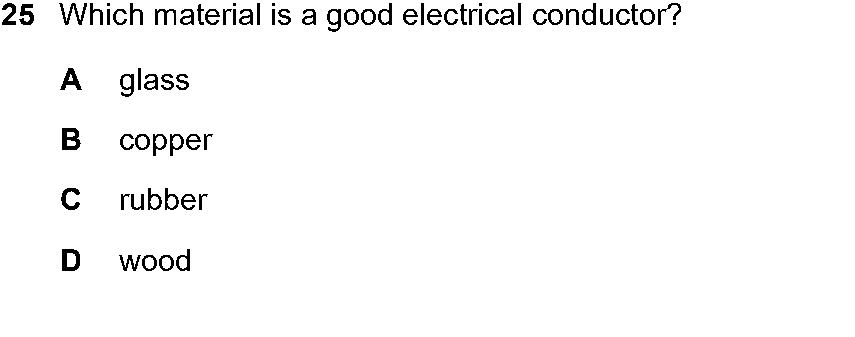 25 Which material is a good electrical conductor?
A glass
B copper
C rubber
D wood